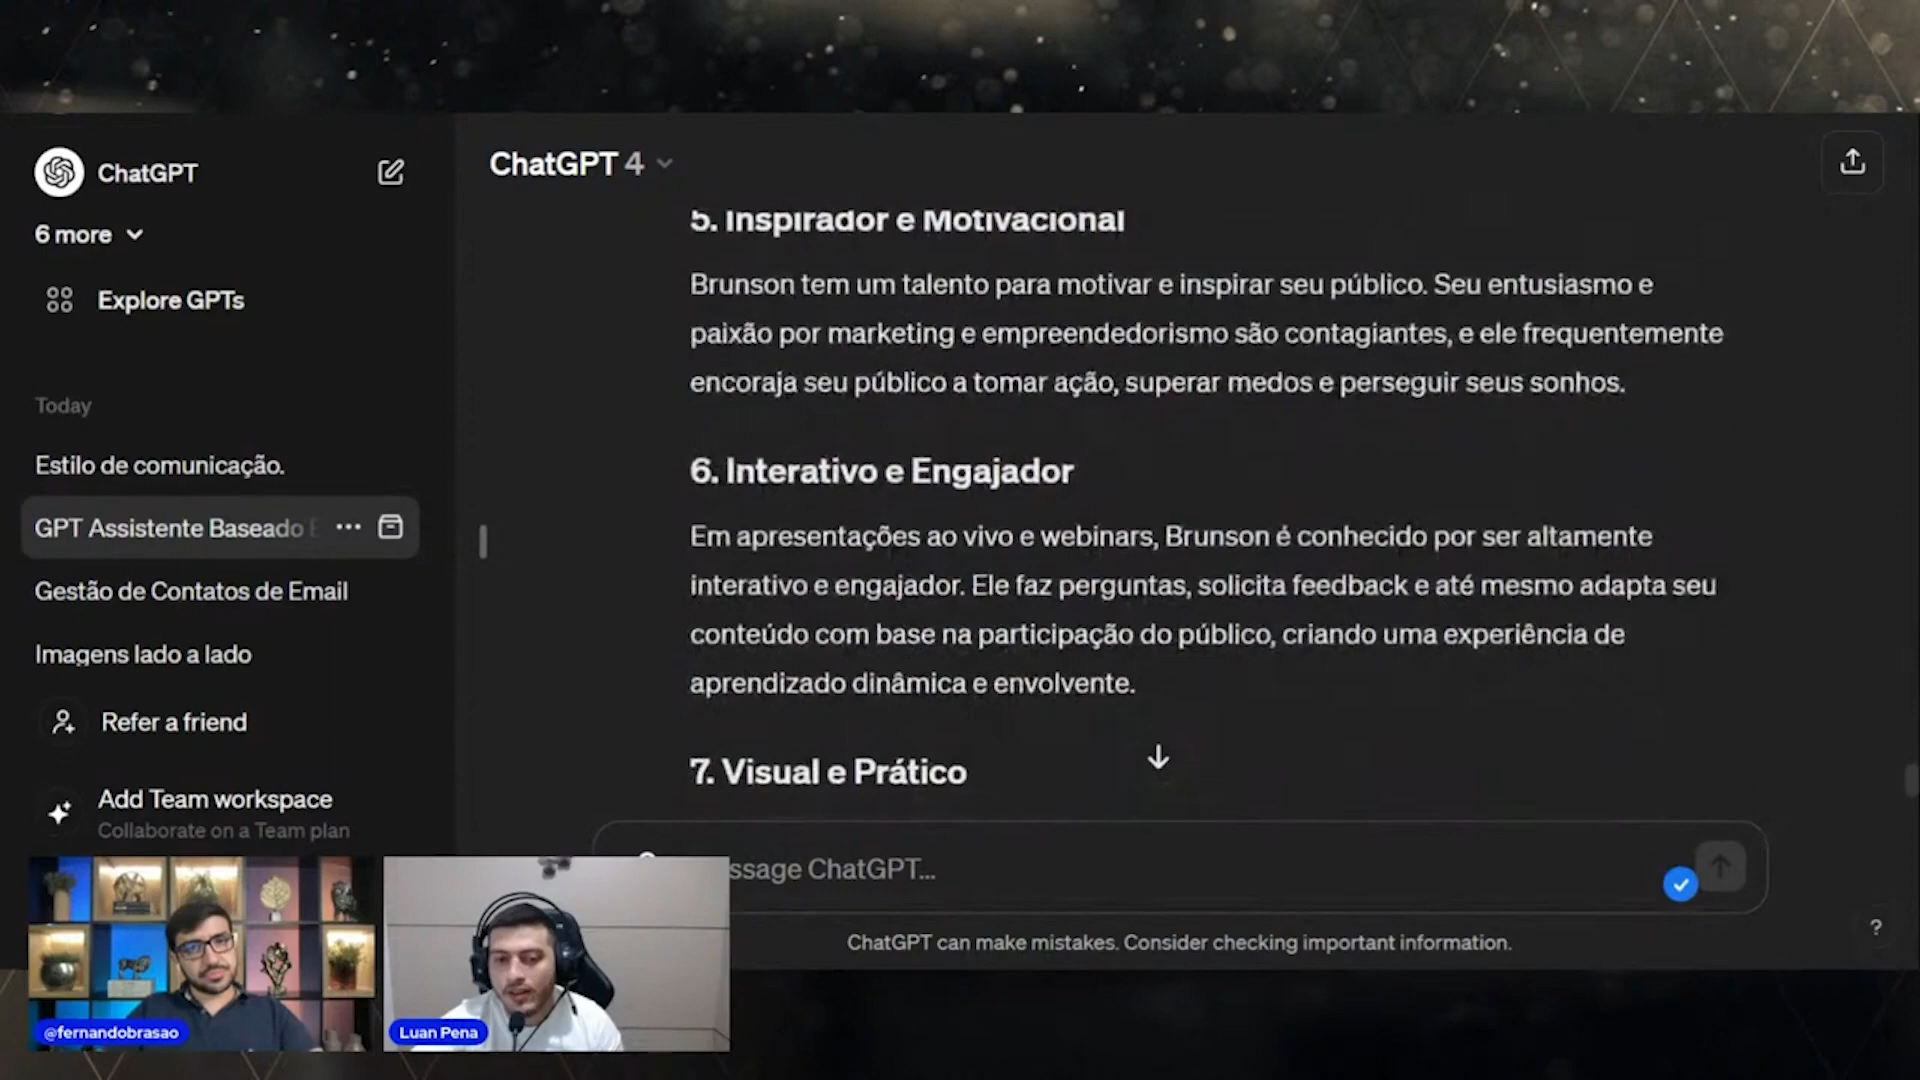 ChatGPT
6 more
Explore GPTs
Today
Estilo de comunicação.
GPT Assistente Baseado
Gestão de Contatos de Email
Imagens lado a lado
Refer a friend
Add Team workspace
Collaborate on a Team plan
ChatGPT 4
5. Inspirador e Motivacional
Brunson tem um talento para motivar e inspirar seu público. Seu entusiasmo e
paixão por marketing e empreendedorismo são contagiantes, e ele frequentemente
encoraja seu público a tomar ação, superar medos e perseguir seus sonhos.
6. Interativo e Engajador
Em apresentações ao vivo e webinars, Brunson é conhecido por ser altamente
interativo e engajador. Ele faz perguntas, solicita feedback e até mesmo adapta seu
conteúdo com base na participação do público, criando uma experiência de
aprendizado dinâmica e envolvente.
7. Visual e Prático
ssage ChatGPT...
ChatGPT can make mistakes. Consider checking important information.
?
@fernandobrasao
Luan Pena